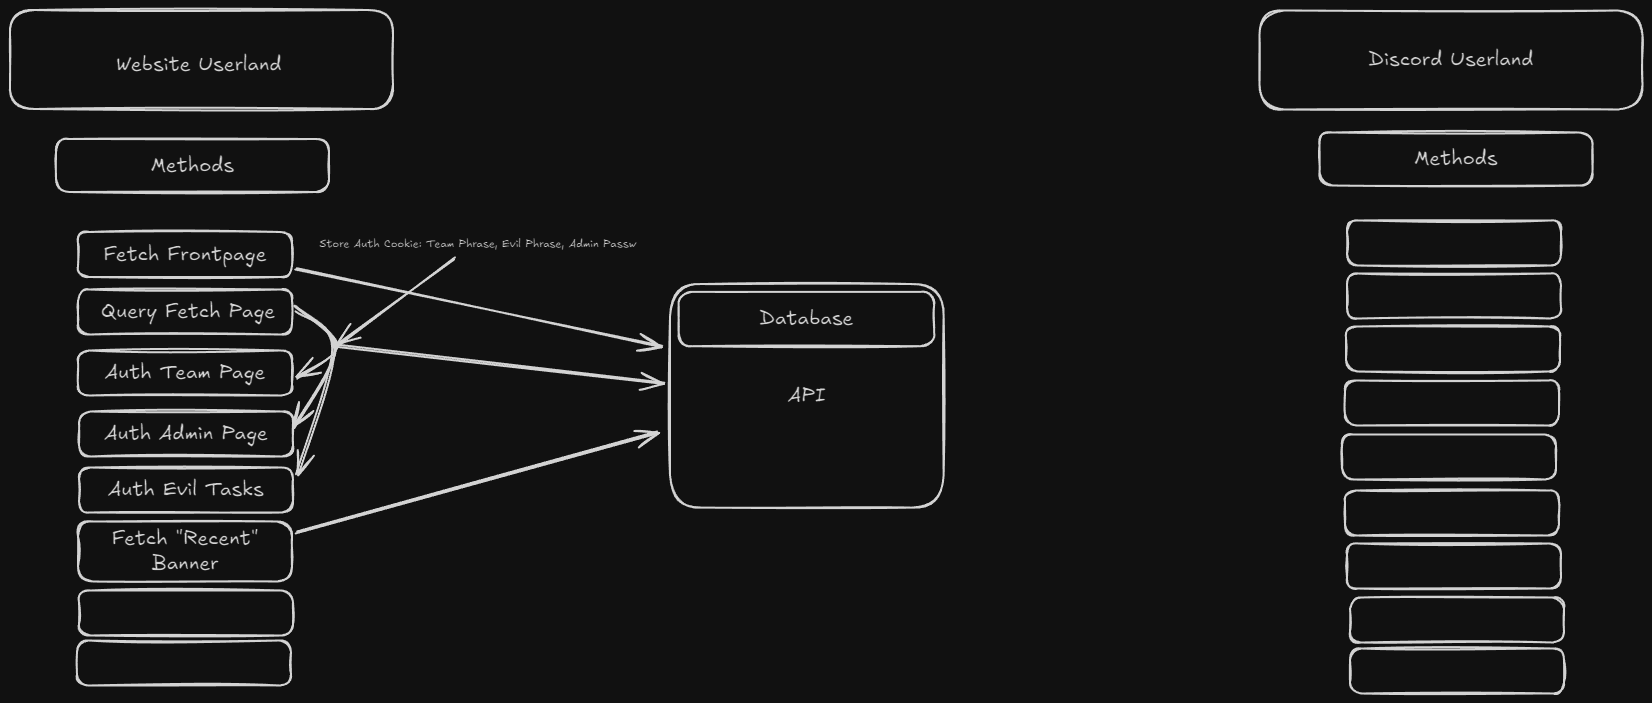 Website Userland
Discord Userland
Methods
Methods
Fetch Frontpage
Store Auth Cookie: Team Phrase, Evil Phrase, Admin Passw
Query Fetch Page
Database
Auth Team Page
API
Auth Admin Page
Auth Evil Tasks
Fetch "Recent"
Banner